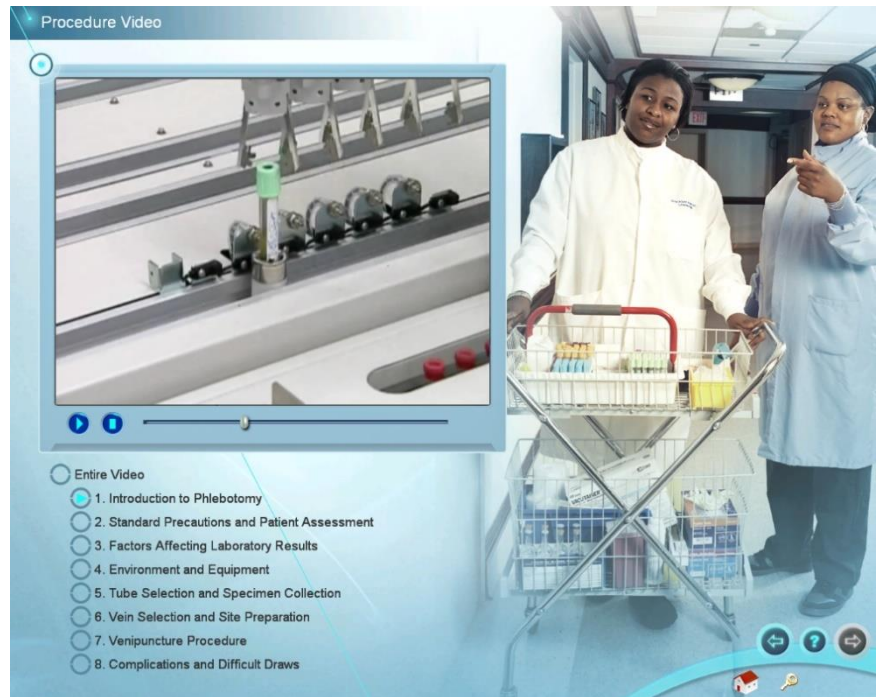 Procedure Video
EXIT
VACUTAINER
Entire Video
1. Introduction to Phlebotomy
2. Standard Precautions and Patient Assessment
3. Factors Affecting Laboratory Results
4. Environment and Equipment
5. Tube Selection and Specimen Collection
6. Vein Selection and Site Preparation
7. Venipuncture Procedure
8. Complications and Difficult Draws
?